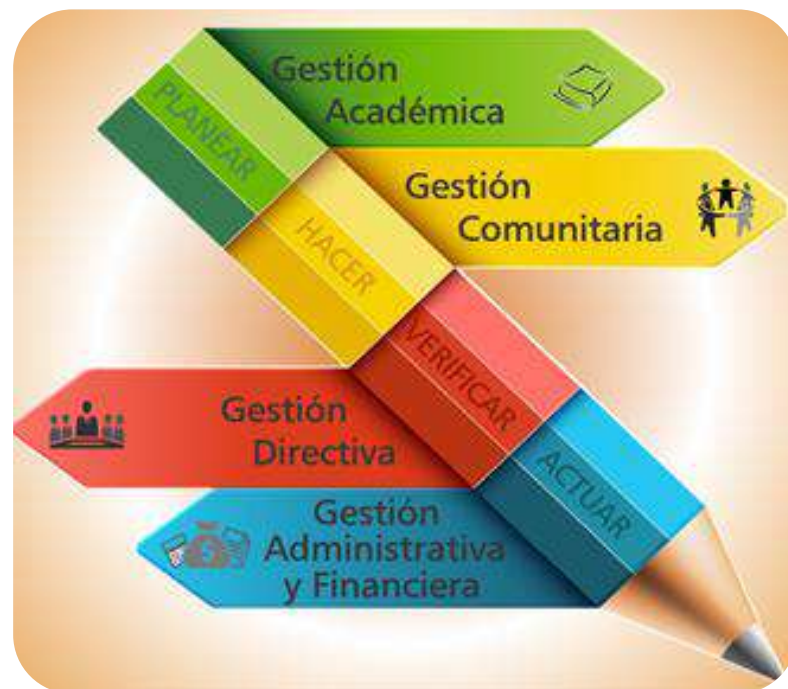 Gestión
Académica
PLANEAR
Gestión
Comunitaria
HACER
VERIFICAR
Gestión
Directiva
ACTUAR
Gestión
Administrativa
y Financiera